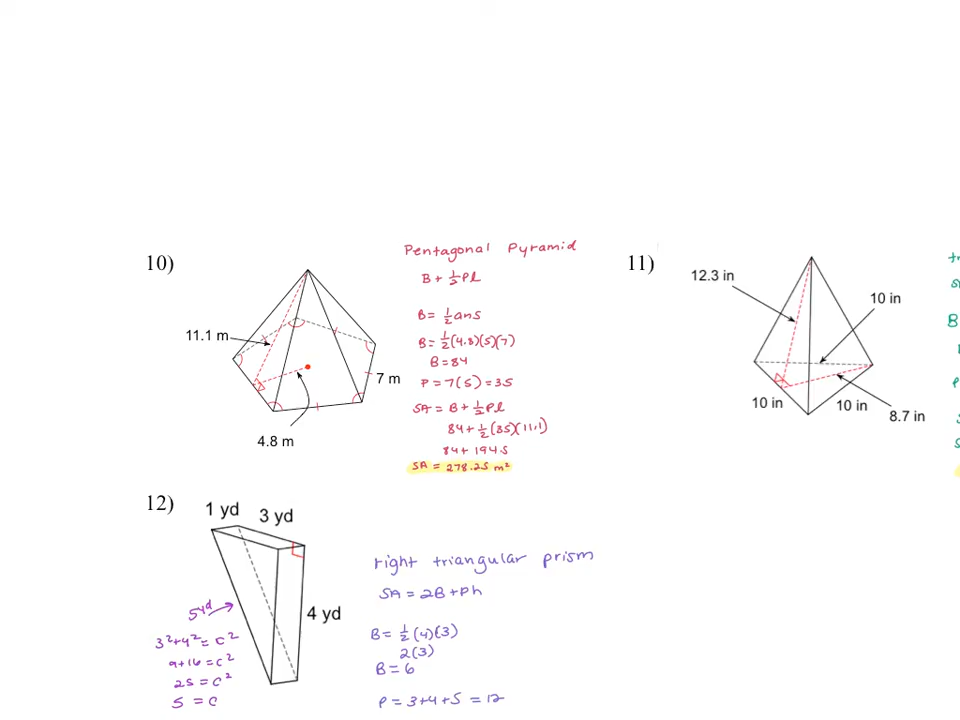 10)
11.1 m
7 m
4.8 m
Pentagonal Pyramid
B + ½Pl
B = ½ans
B = ½(4.8)(5)(7)
B = 84
P = 7(5) = 35
SA = B + ½Pl
84 + ½(35)(11.1)
84 + 194.5
SA = 278.25 m²
11)
12.3 in
10 in
10 in
10 in
8.7 in
B
12)
1 yd
3 yd
4 yd
5yd
3²+4² = c²
9+16 = c²
25 = c²
5 = c
right triangular prism
SA = 2B + Ph
B = ½(4)(3)
2(3)
B = 6
P = 3+4+5 = 12